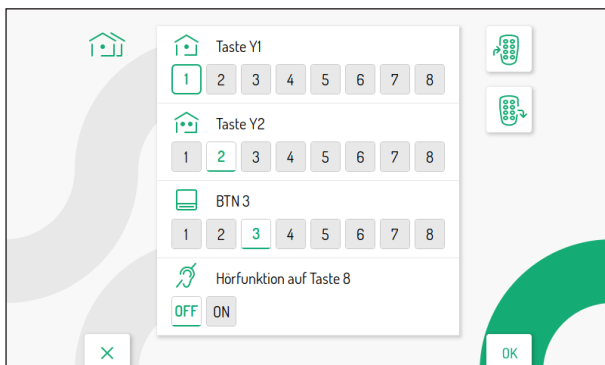 Taste Y1
1 2 3 4 5 6 7 8
Taste Y2
1 2 3 4 5 6 7 8
BTN 3
1 2 3 4 5 6 7 8
Hörfunktion auf Taste 8
OFF ON
OK